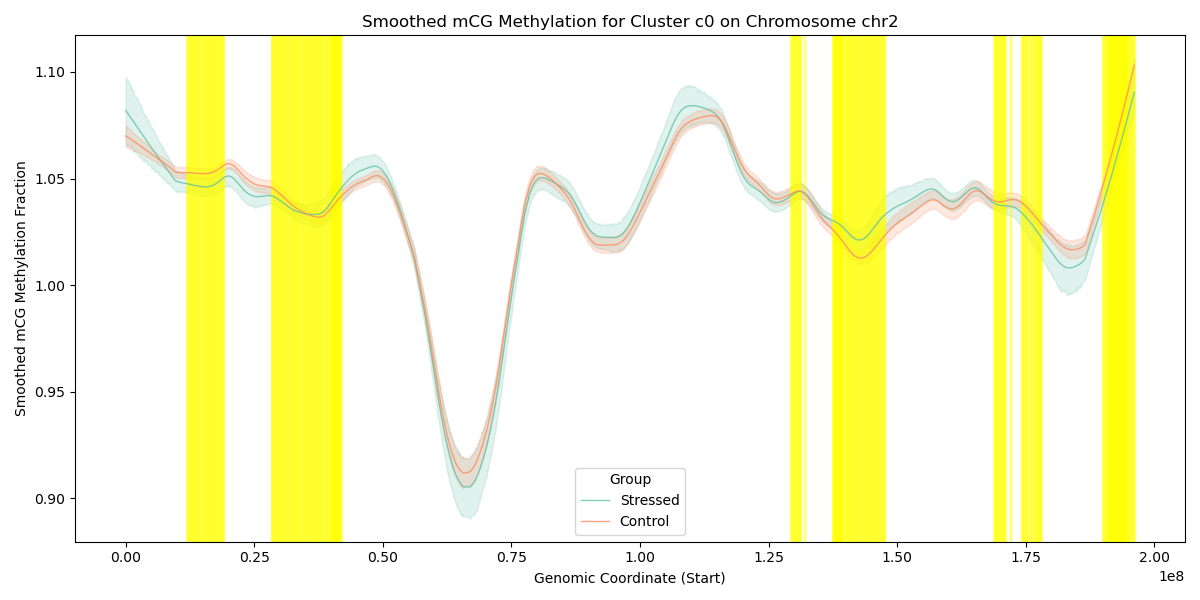 Smoothed mCG Methylation for Cluster c0 on Chromosome chr2
Smoothed mCG Methylation Fraction
1.10
1.05
1.00
0.95
0.90
Group
Stressed
Control
0.00 0.25 0.50 0.75 1.00 1.25 1.50 1.75 2.00
1e8
Genomic Coordinate (Start)